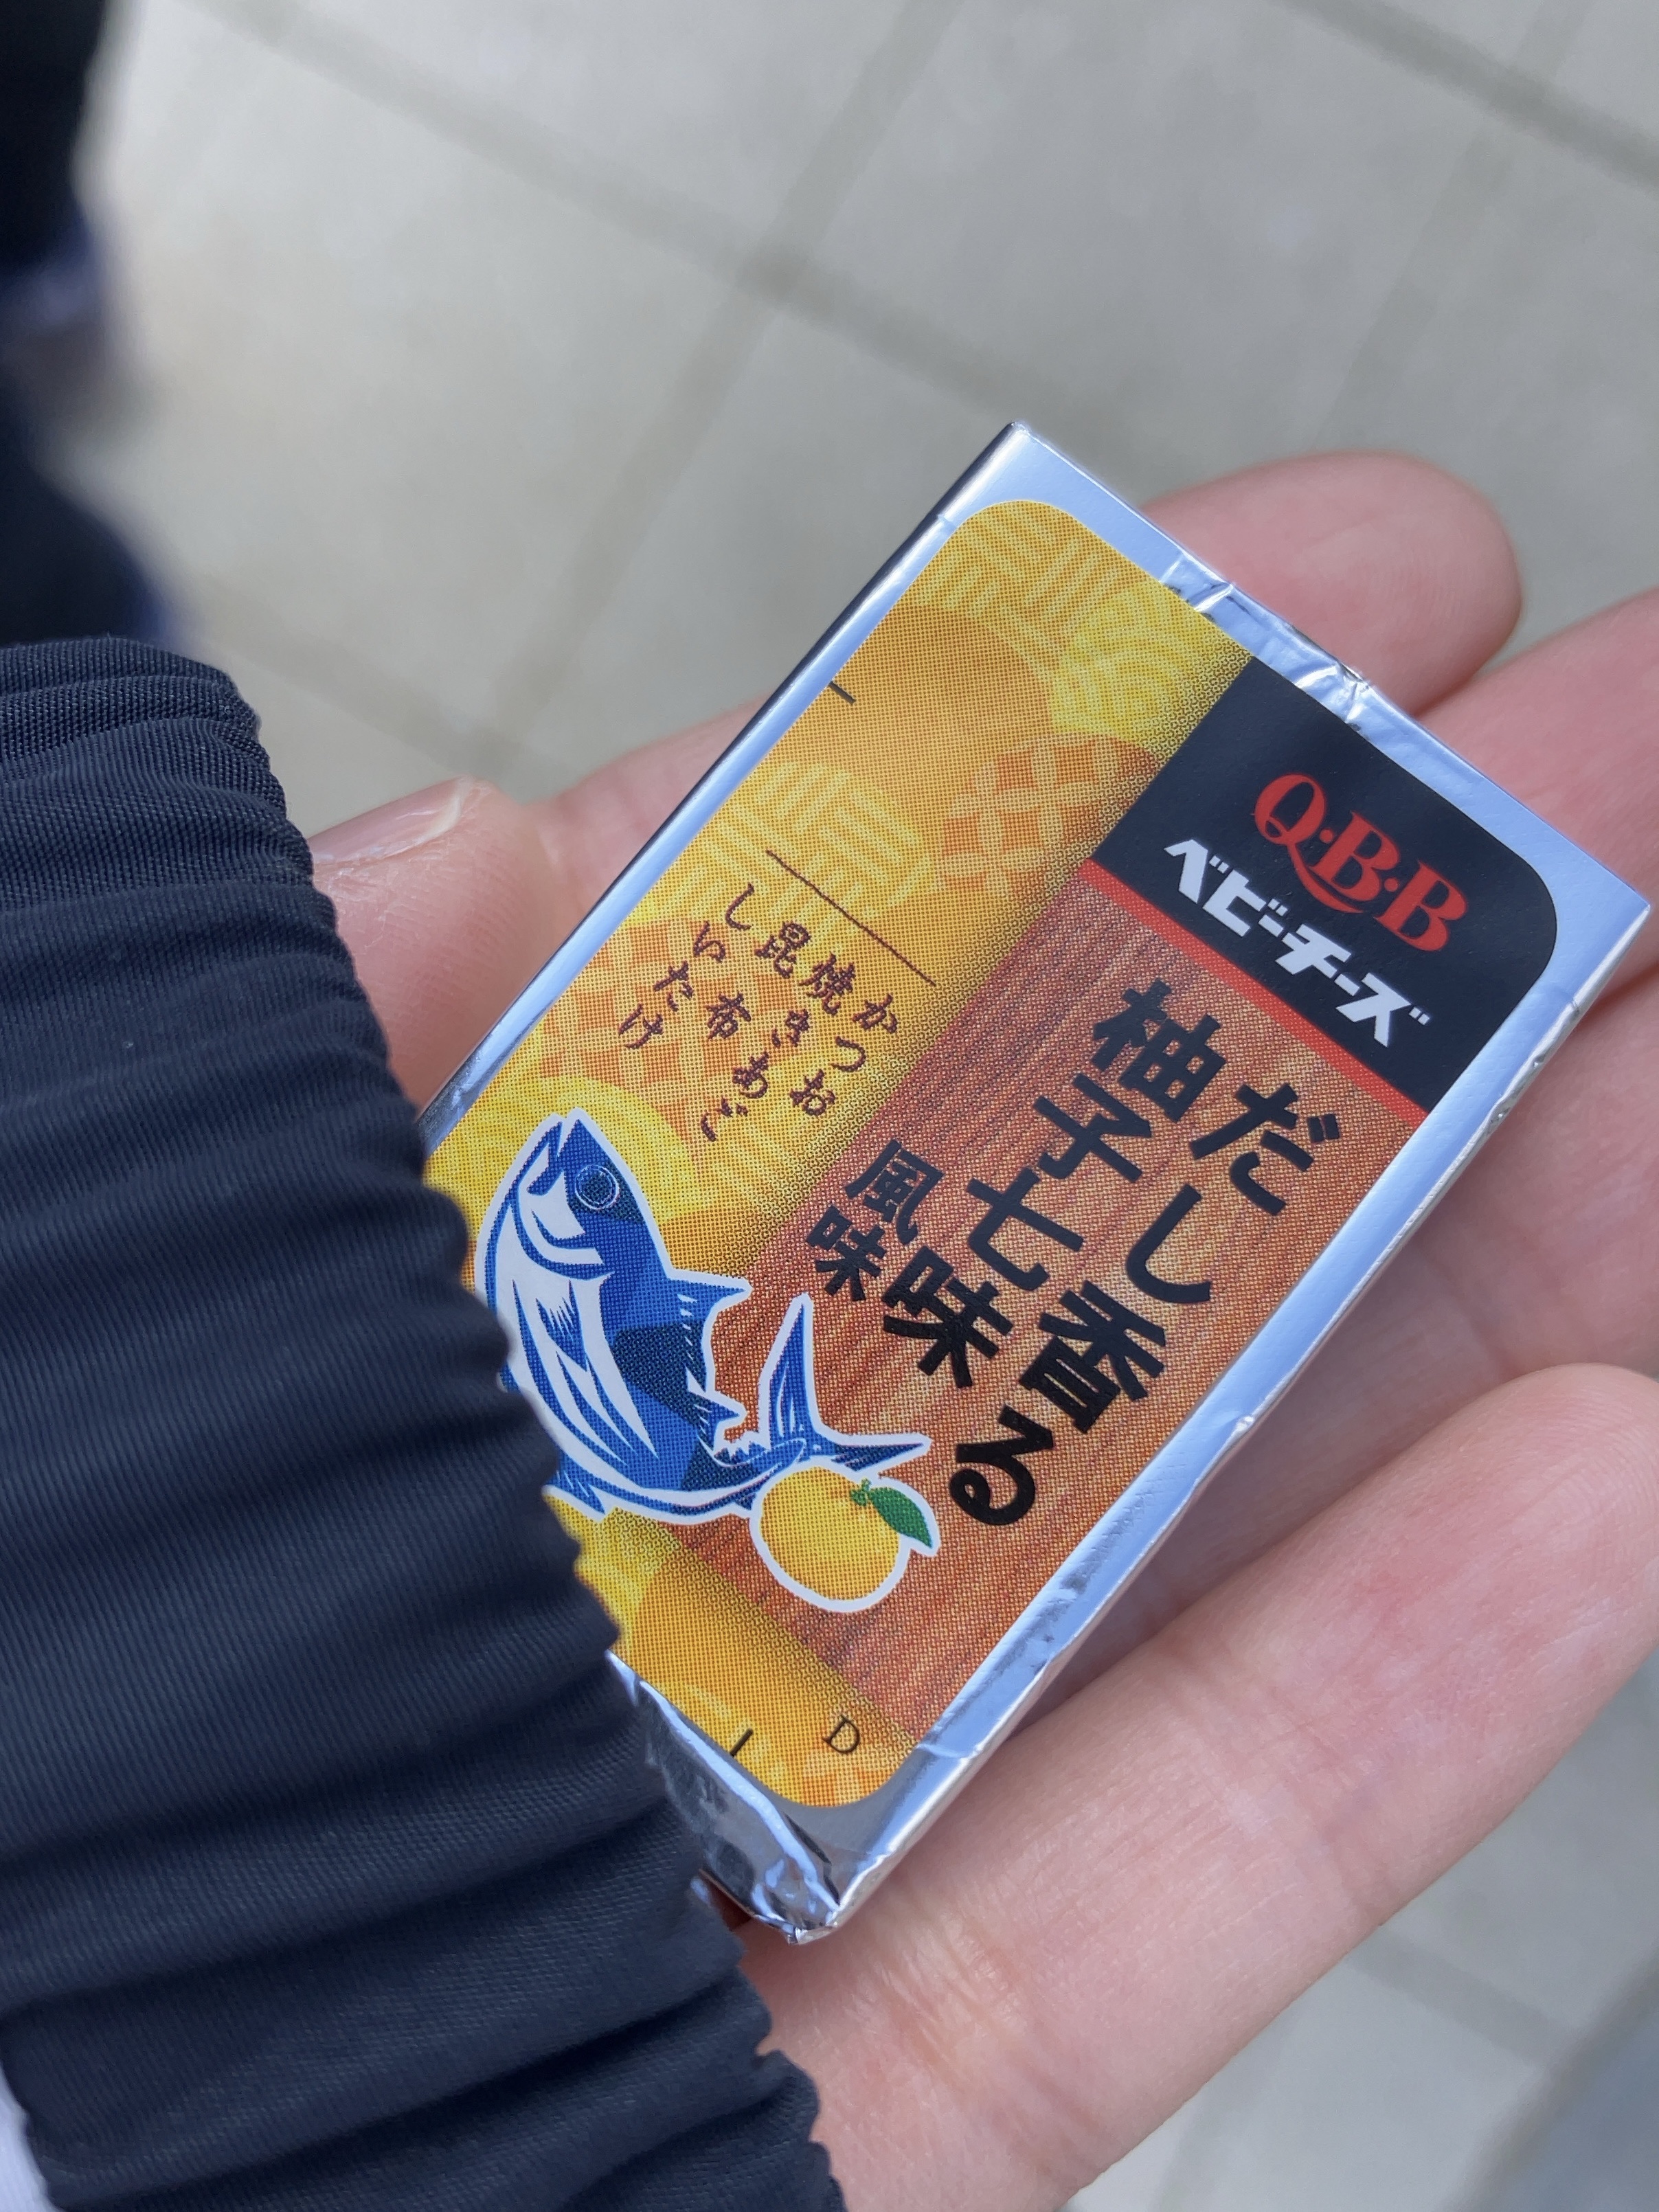 Q·B·B
ベビーチーズ
だし香る
柚子七味
風味
かつお
焼きあご
昆布
しいたけ
D